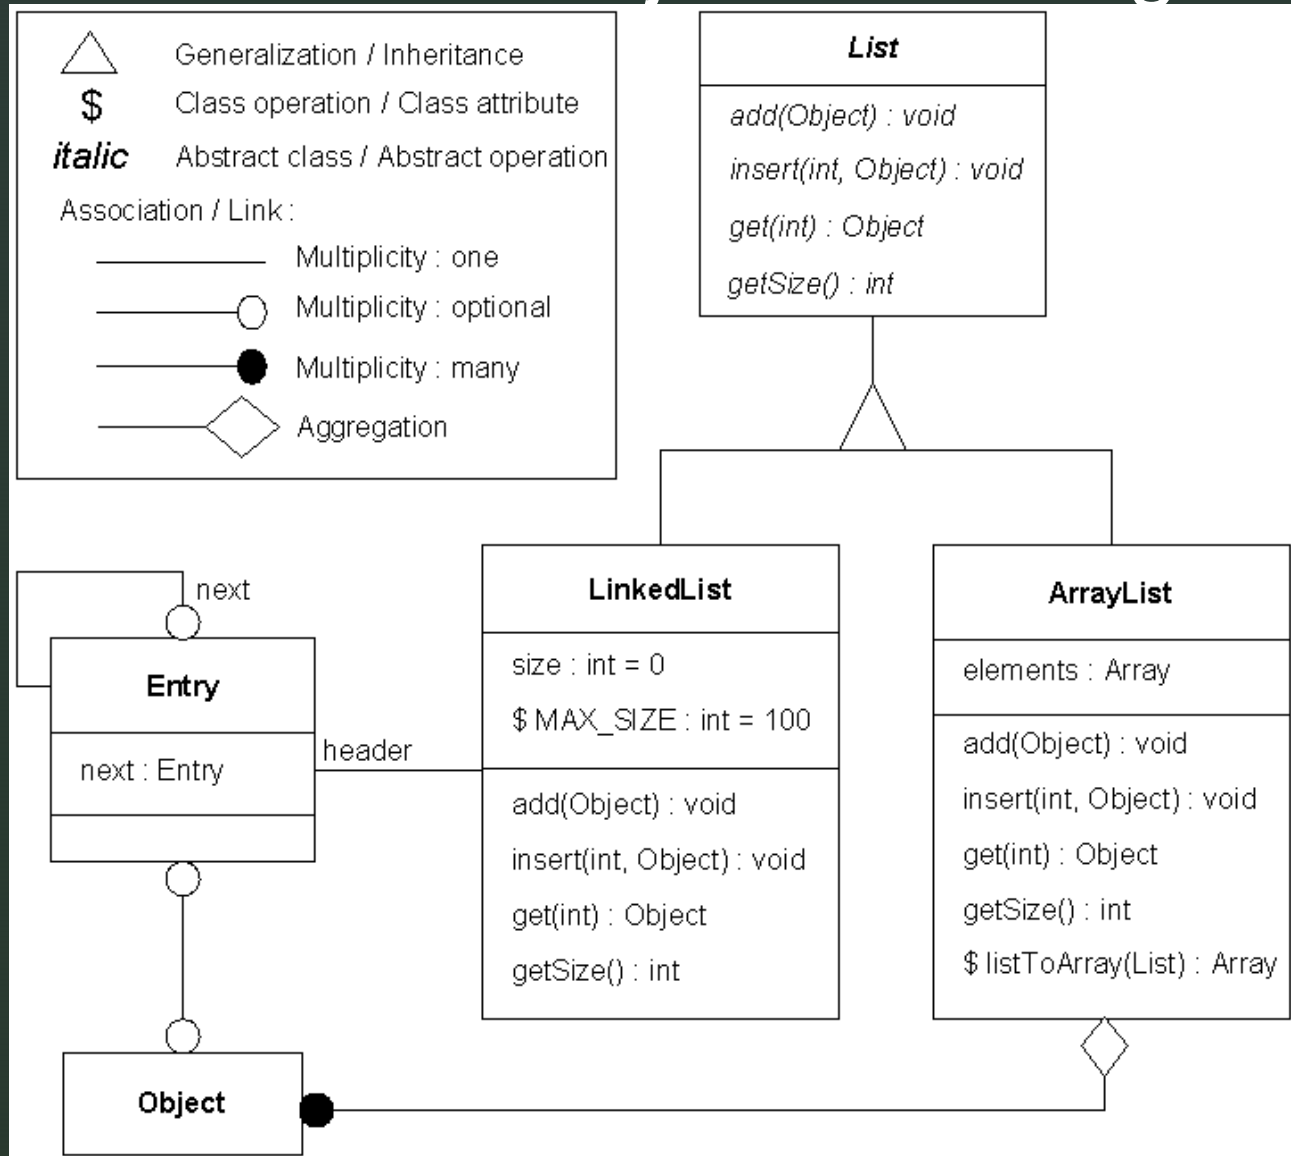 $ Generalization / Inheritance
Class operation / Class attribute
italic Abstract class / Abstract operation
Association / Link :
Multiplicity : one
Multiplicity : optional
Multiplicity : many
Aggregation
List
add(Object) : void
insert(int, Object) : void
get(int) : Object
getSize() : int
next
Entry
next : Entry
header
LinkedList
size : int = 0
$ MAX_SIZE : int = 100
add(Object) : void
insert(int, Object) : void
get(int) : Object
getSize() : int
ArrayList
elements : Array
add(Object) : void
insert(int, Object) : void
get(int) : Object
getSize() : int
$ listToArray(List) : Array
Object